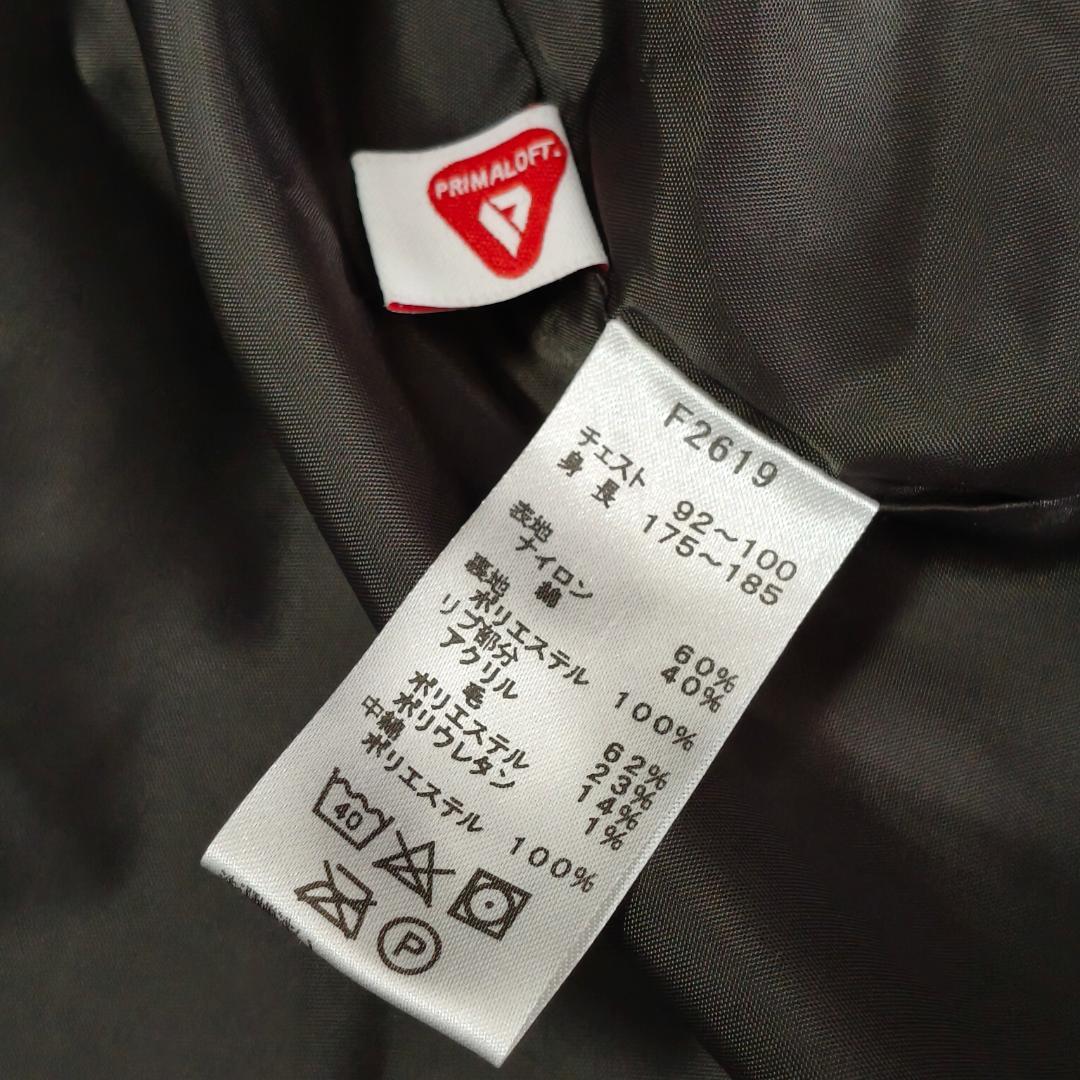 PRIMALOFT
F2619
チェスト 92～100
身長 175～185
表地
ナイロン 60%
綿 40%
裏地
ポリエステル 100%
リブ部分
アクリル 62%
毛 23%
ポリエステル 14%
ポリウレタン 1%
中綿
ポリエステル 100%
40
P